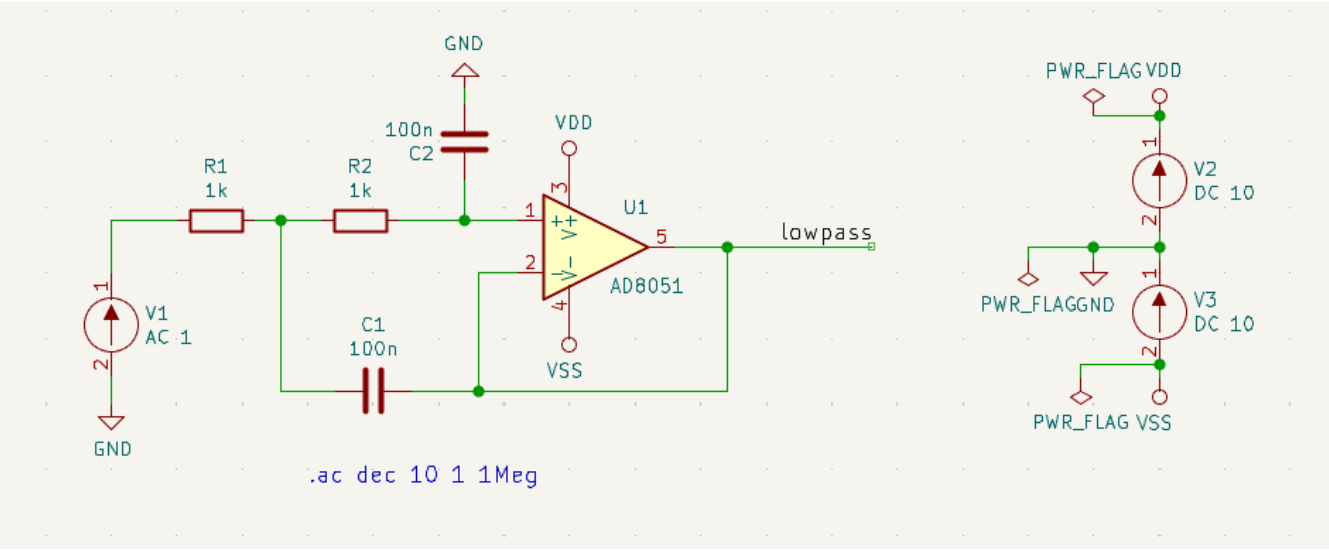 GND
PWR_FLAG VDD
100n
C2
VDD
R1
1k
R2
1k
3
1
U1
V2
DC 10
1
+
V+
5
lowpass
2
2
-
V-
AD8051
1
V1
AC 1
4
PWR_FLAG GND
1
V3
DC 10
2
C1
100n
VSS
2
GND
PWR_FLAG VSS
.ac dec 10 1 1Meg